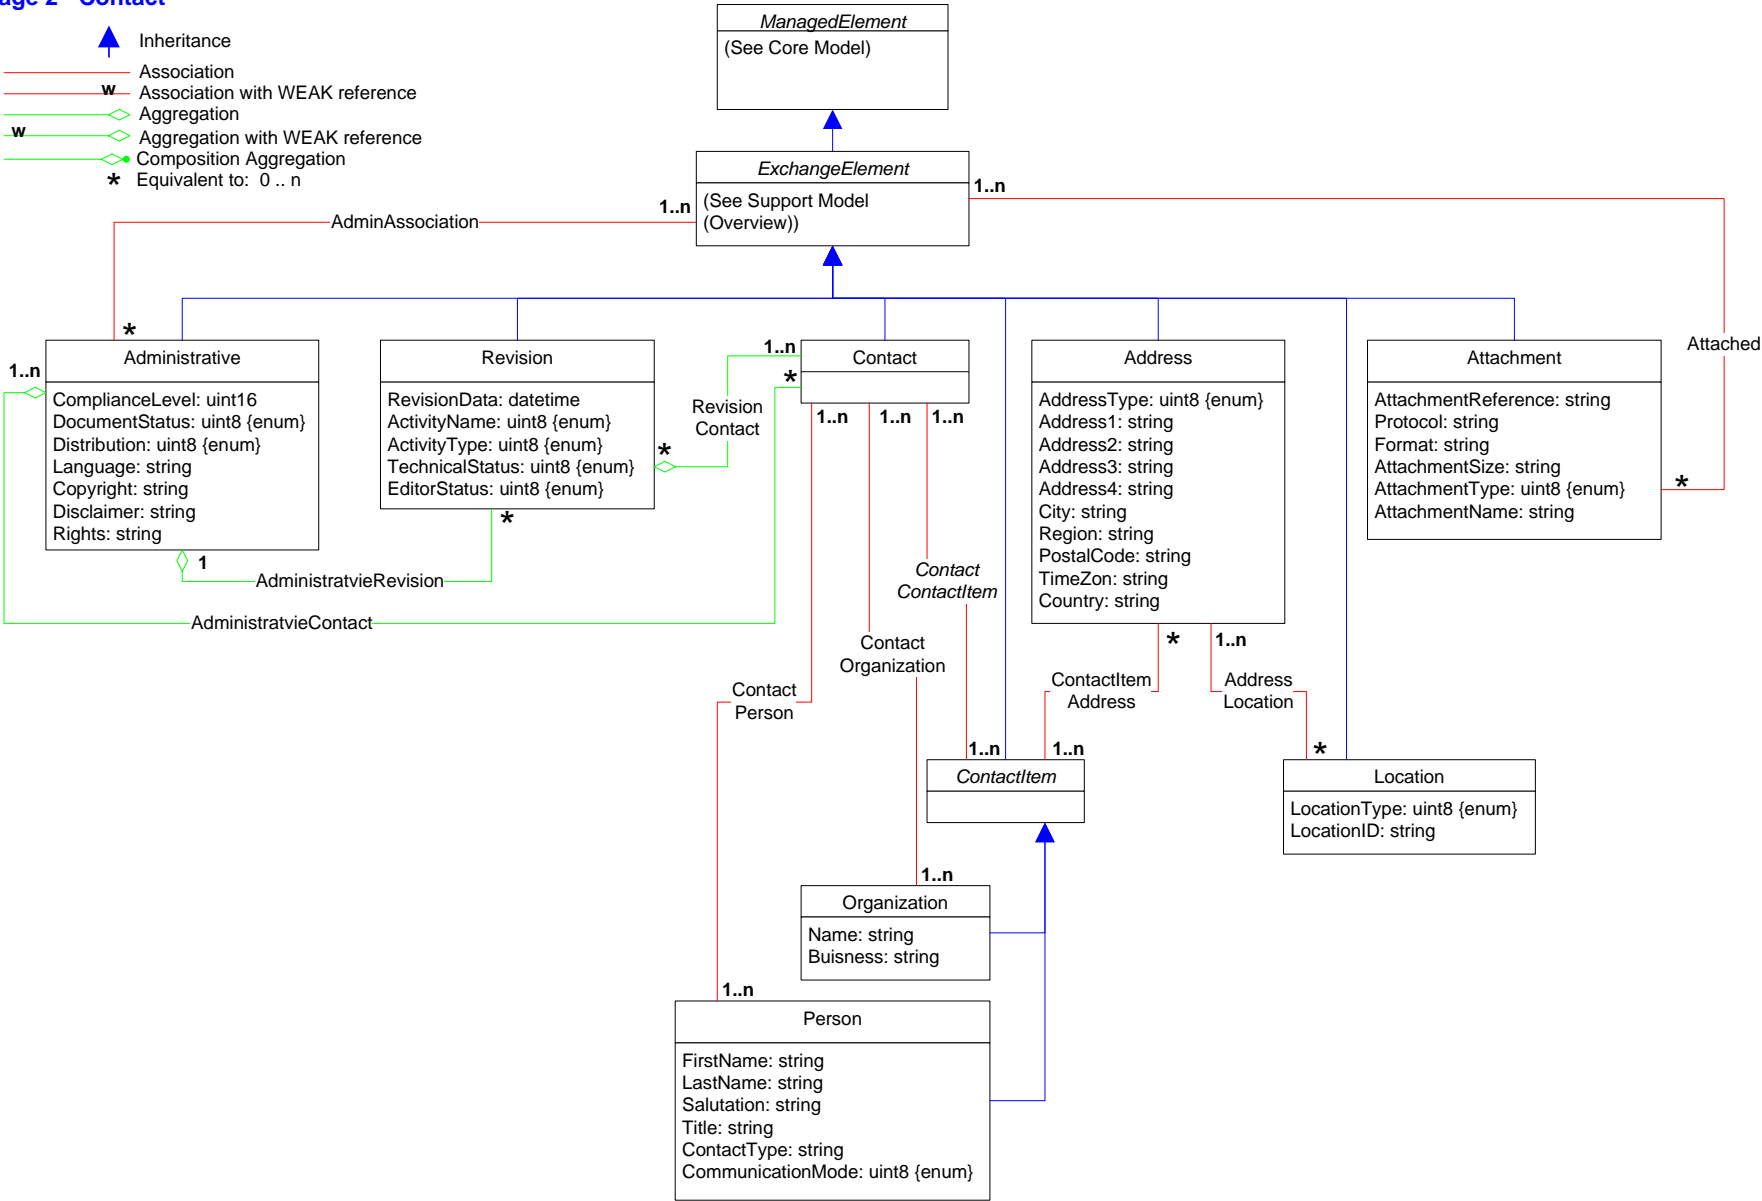 age 2 Contact
Inheritance
Association
w Association with WEAK reference
Aggregation
w Aggregation with WEAK reference
Composition Aggregation
* Equivalent to: 0 .. n
ManagedElement
(See Core Model)
ExchangeElement
(See Support Model
(Overview))
1..n
1..n
AdminAssociation
Attached
*
Administrative
ComplianceLevel: uint16
DocumentStatus: uint8 {enum}
Distribution: uint8 {enum}
Language: string
Copyright: string
Disclaimer: string
Rights: string
1..n
1
Revision
RevisionData: datetime
ActivityName: uint8 {enum}
ActivityType: uint8 {enum}
TechnicalStatus: uint8 {enum}
EditorStatus: uint8 {enum}
*
*
Revision
Contact
1..n
*
Contact
1..n
1..n
1..n
Address
AddressType: uint8 {enum}
Address1: string
Address2: string
Address3: string
Address4: string
City: string
Region: string
PostalCode: string
TimeZon: string
Country: string
Attachment
AttachmentReference: string
Protocol: string
Format: string
AttachmentSize: string
AttachmentType: uint8 {enum}
AttachmentName: string
*
AdministratvieRevision
AdministratvieContact
Contact
ContactItem
Contact
Organization
Contact
Person
*
1..n
ContactItem
Address
Address
Location
1..n
1..n
*
ContactItem
Location
LocationType: uint8 {enum}
LocationID: string
1..n
Organization
Name: string
Buisness: string
1..n
Person
FirstName: string
LastName: string
Salutation: string
Title: string
ContactType: string
CommunicationMode: uint8 {enum}